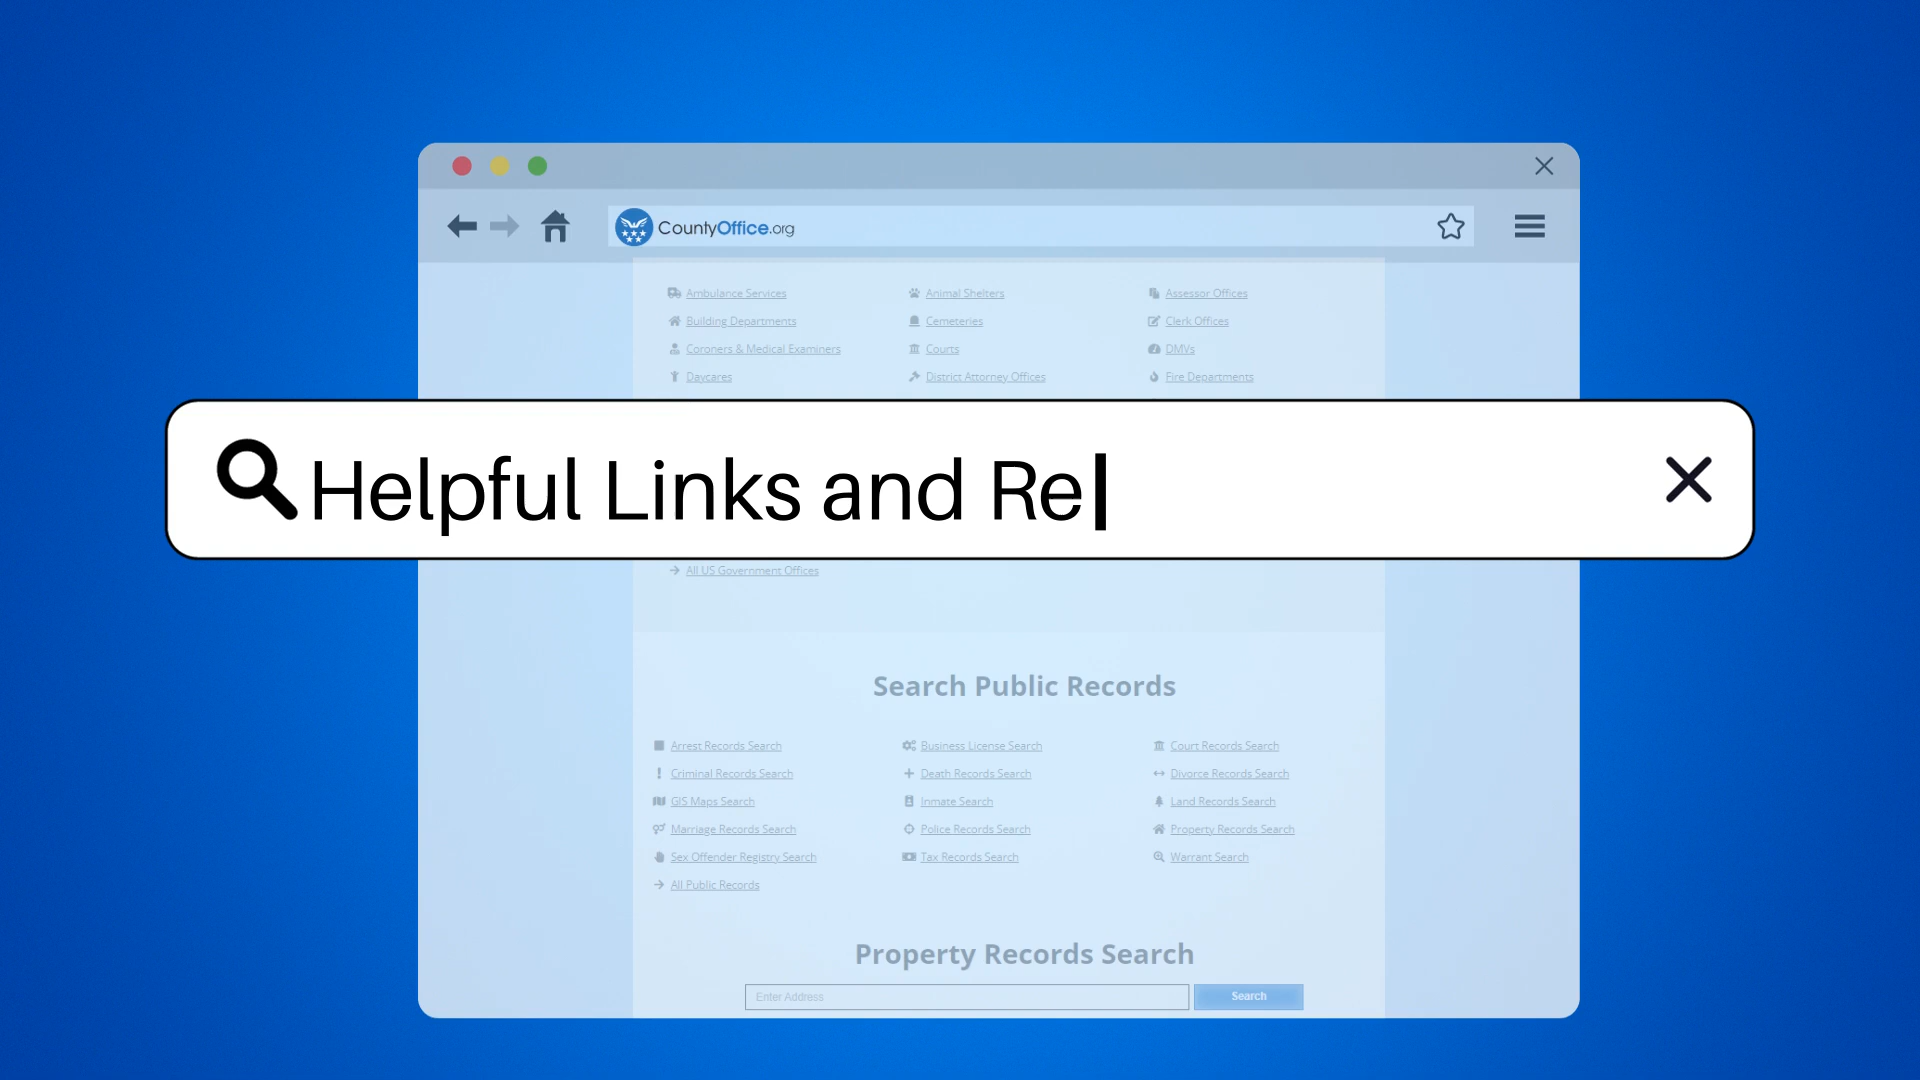 CountyOffice.org
Ambulance Services Animal Shelters Assessor Offices
Building Departments Cemeteries Clerk Offices
Coroners & Medical Examiners Courts DMVs
Daycares District Attorney Offices Fire Departments
Helpful Links and Re
All US Government Offices
Search Public Records
Arrest Records Search Business License Search Court Records Search
Criminal Records Search Death Records Search Divorce Records Search
GIS Maps Search Inmate Search Land Records Search
Marriage Records Search Police Records Search Property Records Search
Sex Offender Registry Search Tax Records Search Warrant Search
All Public Records
Property Records Search
Enter Address Search